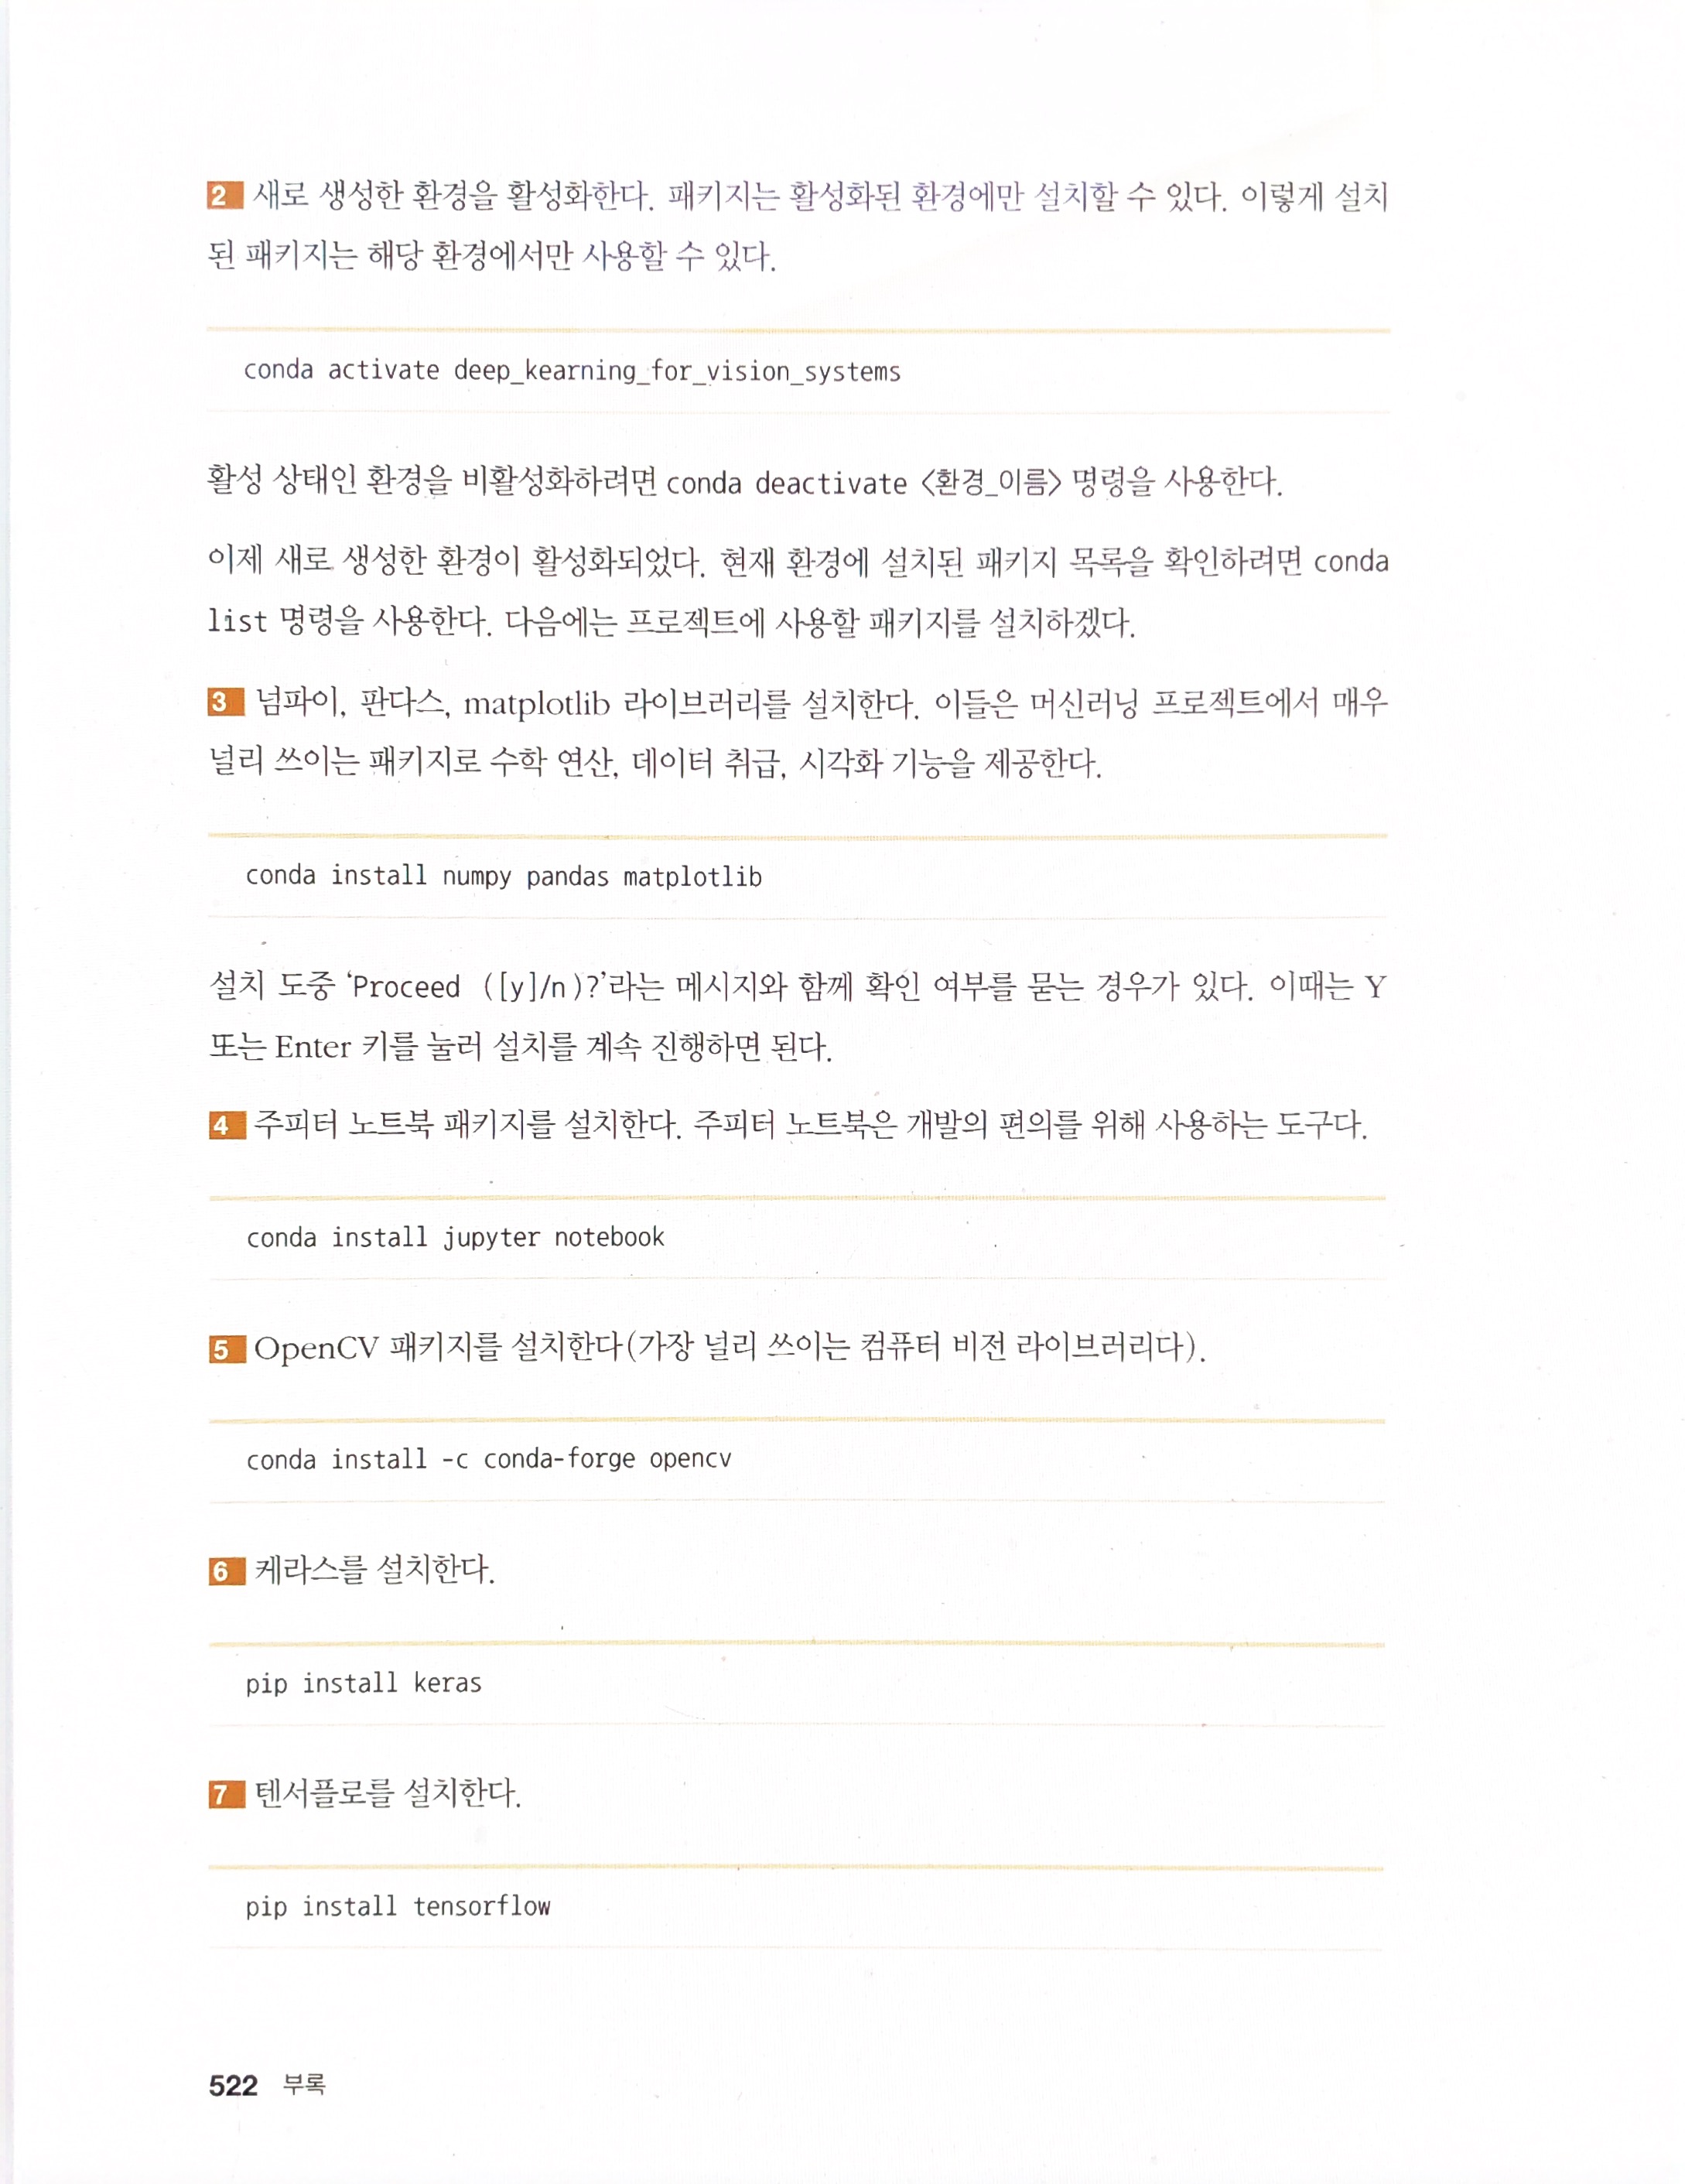 2 새로 생성한 환경을 활성화한다. 패키지는 활성화된 환경에만 설치할 수 있다. 이렇게 설치
된 패키지는 해당 환경에서만 사용할 수 있다.
conda activate deep_kearning_for_vision_systems
활성 상태인 환경을 비활성화하려면 conda deactivate <환경_이름> 명령을 사용한다.
이제 새로 생성한 환경이 활성화되었다. 현재 환경에 설치된 패키지 목록을 확인하려면 conda
list 명령을 사용한다. 다음에는 프로젝트에 사용할 패키지를 설치하겠다.
3 넘파이, 판다스, matplotlib 라이브러리를 설치한다. 이들은 머신러닝 프로젝트에서 매우
널리 쓰이는 패키지로 수학 연산, 데이터 취급, 시각화 기능을 제공한다.
conda install numpy pandas matplotlib
설치 도중 ‘Proceed ([y]/n)?’라는 메시지와 함께 확인 여부를 묻는 경우가 있다. 이때는 Y
또는 Enter 키를 눌러 설치를 계속 진행하면 된다.
4 주피터 노트북 패키지를 설치한다. 주피터 노트북은 개발의 편의를 위해 사용하는 도구다.
conda install jupyter notebook
5 OpenCV 패키지를 설치한다(가장 널리 쓰이는 컴퓨터 비전 라이브러리다).
conda install -c conda-forge opencv
6 케라스를 설치한다.
pip install keras
7 텐서플로를 설치한다.
pip install tensorflow
522 부록